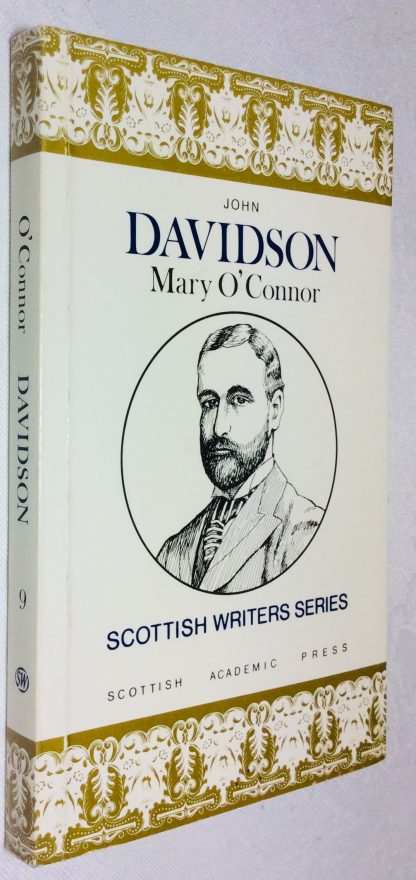 JOHN
DAVIDSON
Mary O'Connor
SCOTTISH WRITERS SERIES
SCOTTISH ACADEMIC PRESS
O'Connor DAVIDSON 9 SW